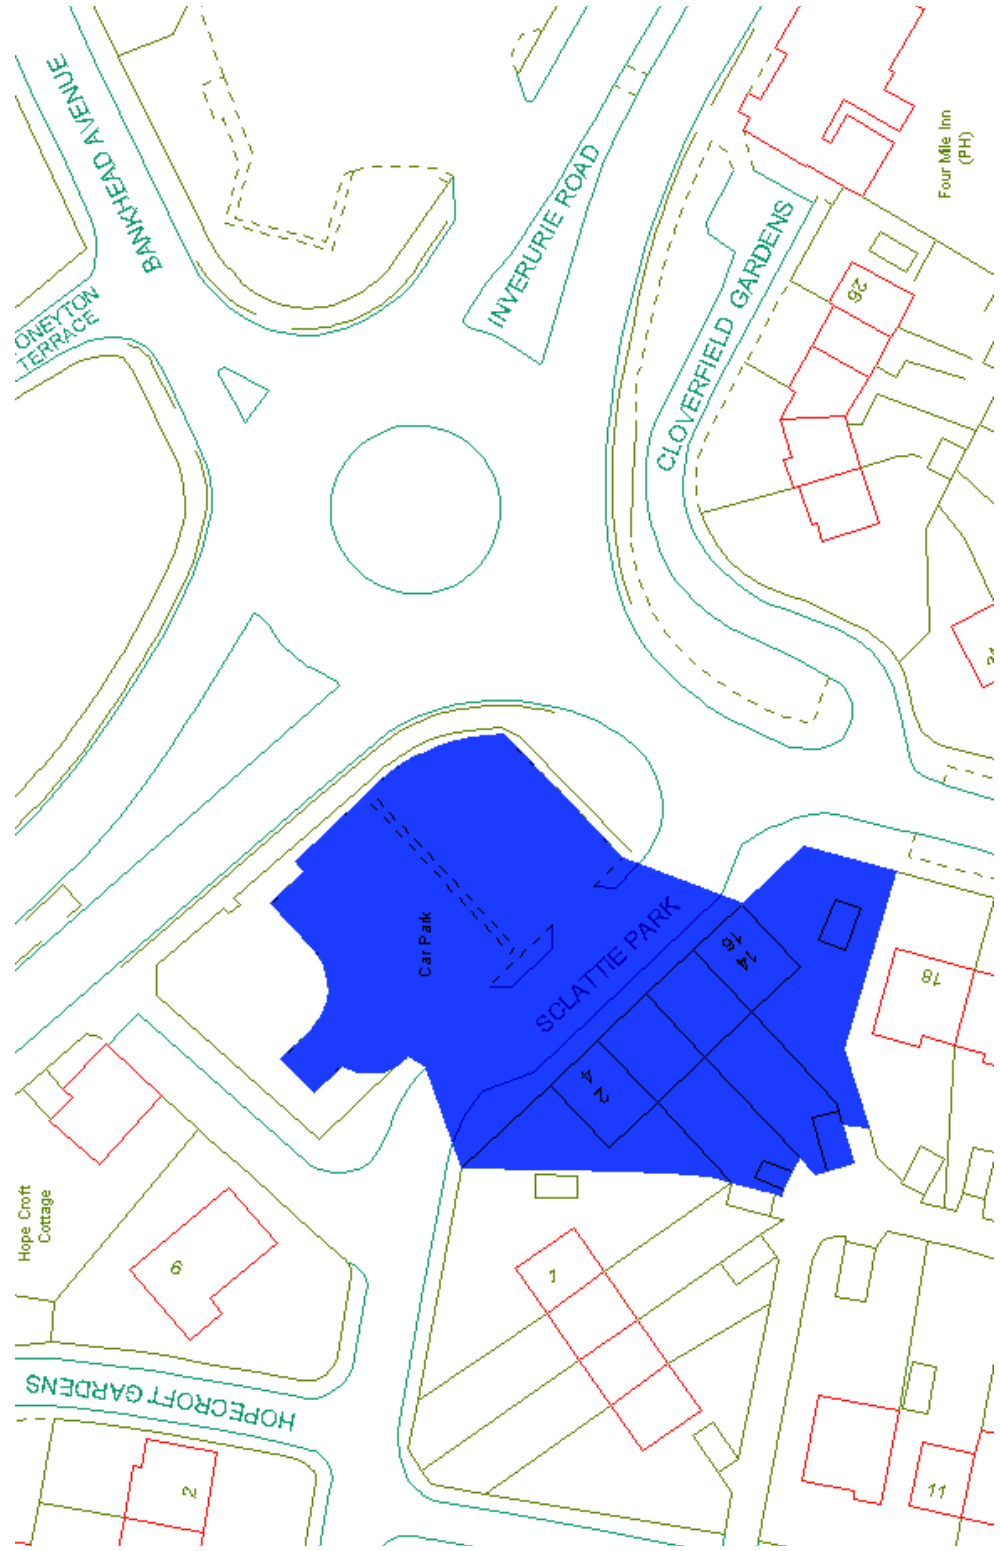 BANKHEAD AVENUE
ONEYTON
TERRACE
INVERURIE ROAD
CLOVERFIELD GARDENS
Four Mile Inn
(PH)
26
Car Park
SCLATTIE PARK
14
16
2
4
18
Hope Croft
Cottage
6
1
HOPECROFT GARDENS
2
11